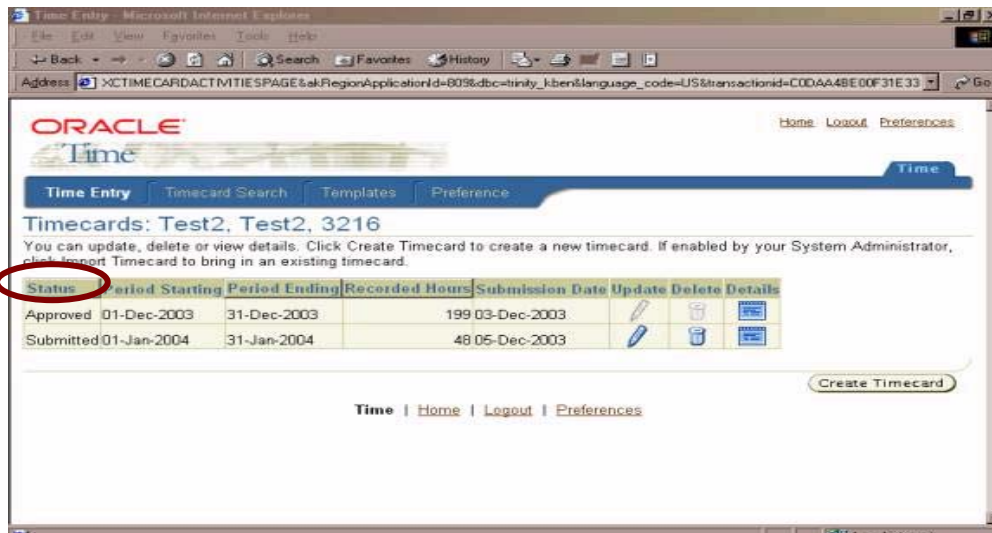 Time Entry - Microsoft Internet Explorer
File Edit View Favorites Tools Help
Back Search Favorites History
Address XCTIMECARDACTIVITIESPAGE&akRegionApplicationId=809&dbc=trinity_kben&language_code=US&transactionid=C0DAA4BE00F31E33 Go
ORACLE
Home Logout Preferences
Time
Time
Time Entry Timecard Search Templates Preference
Timecards: Test2, Test2, 3216
You can update, delete or view details. Click Create Timecard to create a new timecard. If enabled by your System Administrator,
click Import Timecard to bring in an existing timecard.
Status Period Starting Period Ending Recorded Hours Submission Date Update Delete Details
Approved 01-Dec-2003 31-Dec-2003 199 03-Dec-2003
Submitted 01-Jan-2004 31-Jan-2004 48 05-Dec-2003
Create Timecard
Time | Home | Logout | Preferences